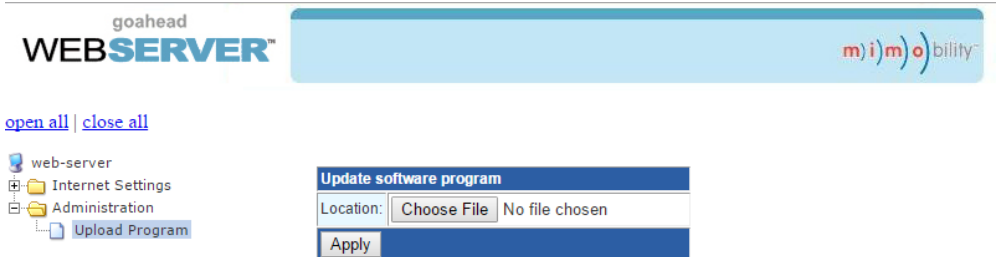 goahead
WEBSERVER™
m)i)m)o)bility™
open all | close all
web-server
Internet Settings
Administration
Upload Program
Update software program
Location: Choose File No file chosen
Apply